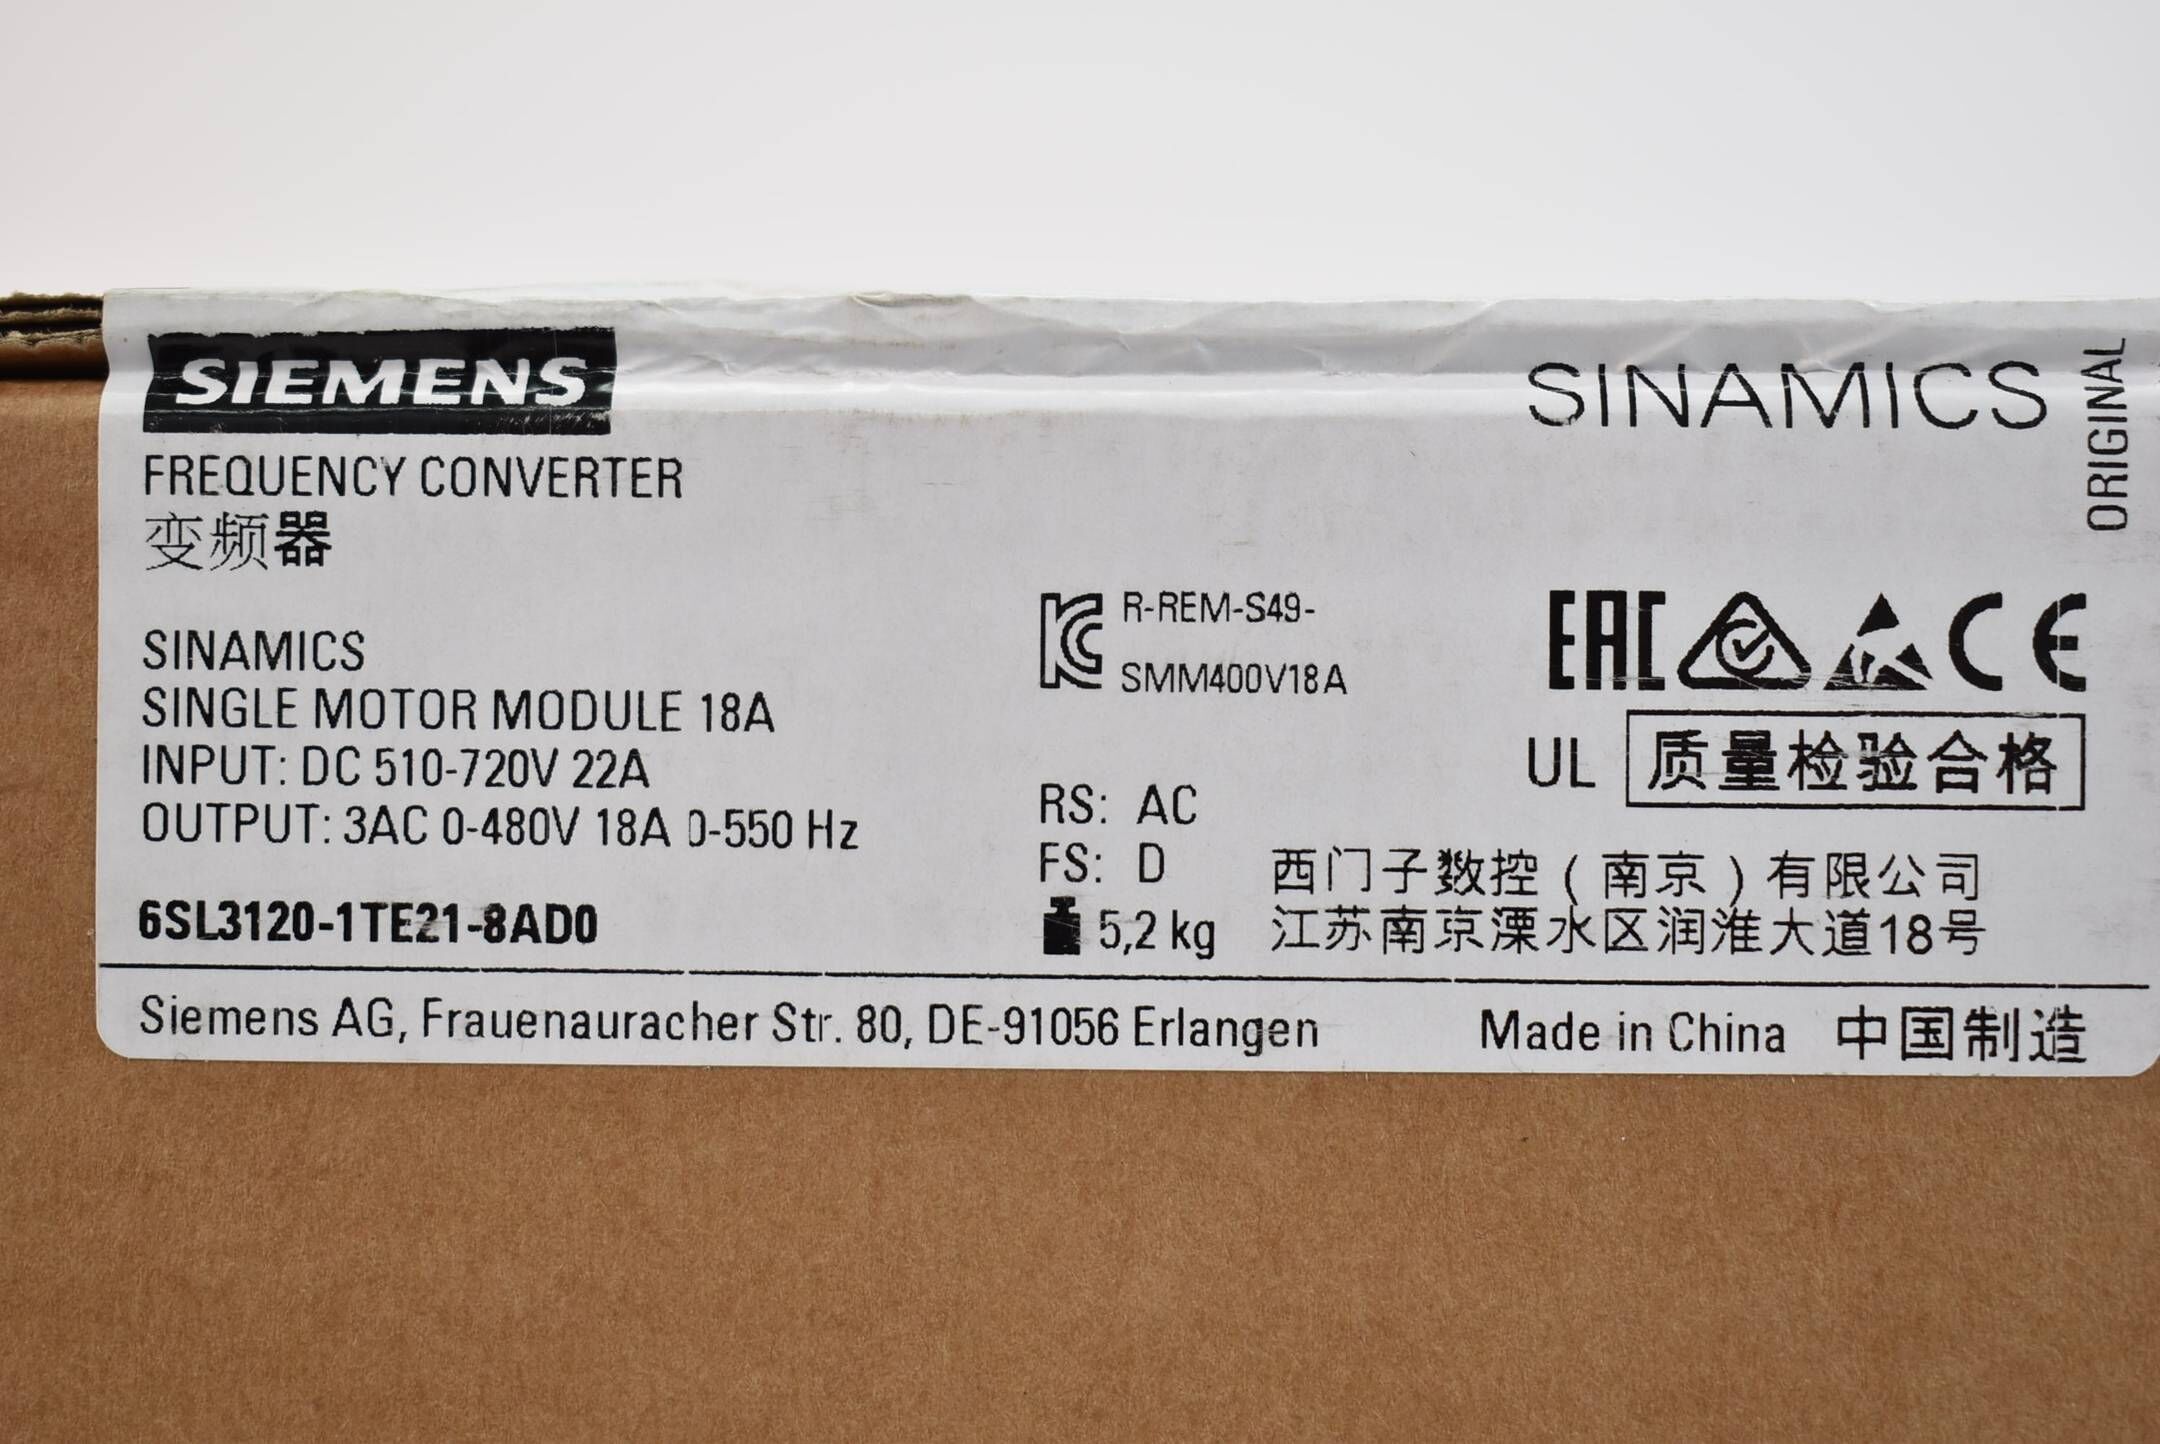 SIEMENS
SINAMICS
ORIGINAL
FREQUENCY CONVERTER
变频器
R-REM-S49-
SMM400V18A
EAC
CE
SINAMICS
SINGLE MOTOR MODULE 18A
INPUT: DC 510-720V 22A
OUTPUT: 3AC 0-480V 18A 0-550 Hz
UL 质量检验合格
RS: AC
FS: D
5,2 kg
西门子数控(南京)有限公司
江苏南京溧水区润淮大道18号
6SL3120-1TE21-8AD0
Siemens AG, Frauenauracher Str. 80, DE-91056 Erlangen
Made in China 中国制造